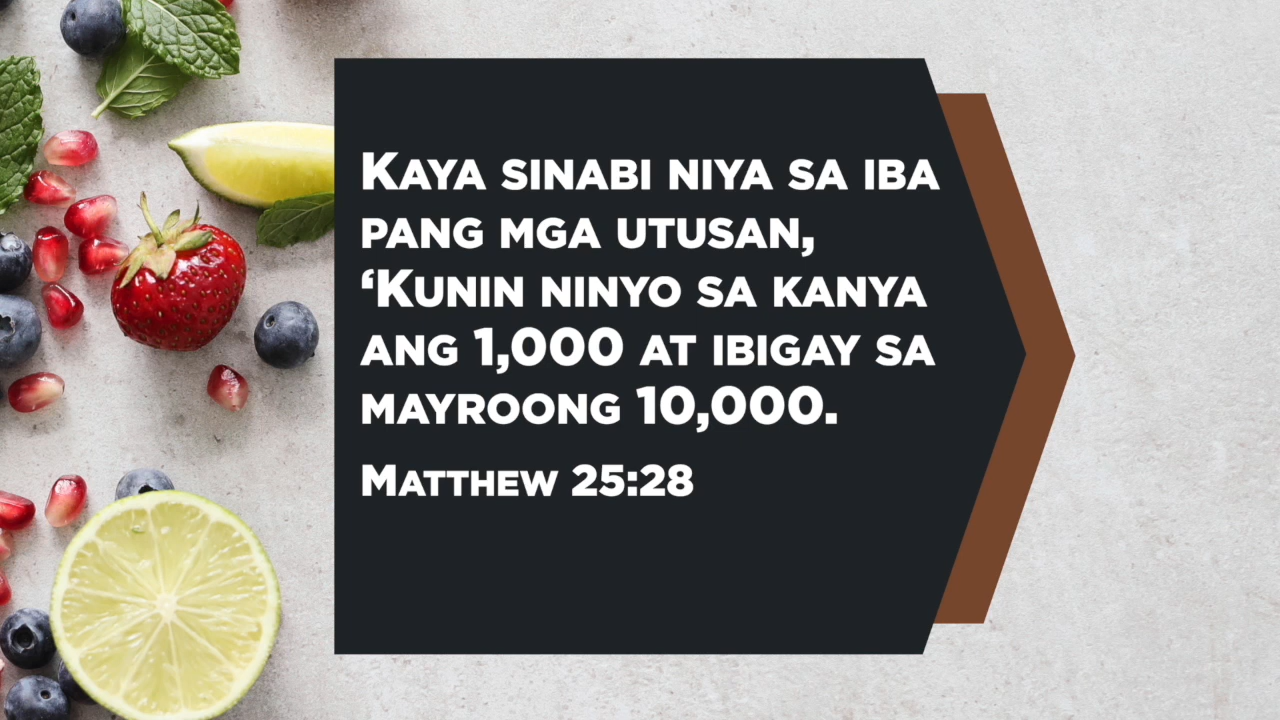 Kaya sinabi niya sa iba
pang mga utusan,
‘Kunin ninyo sa kanya
ang 1,000 at ibigay sa
mayroong 10,000.
Matthew 25:28